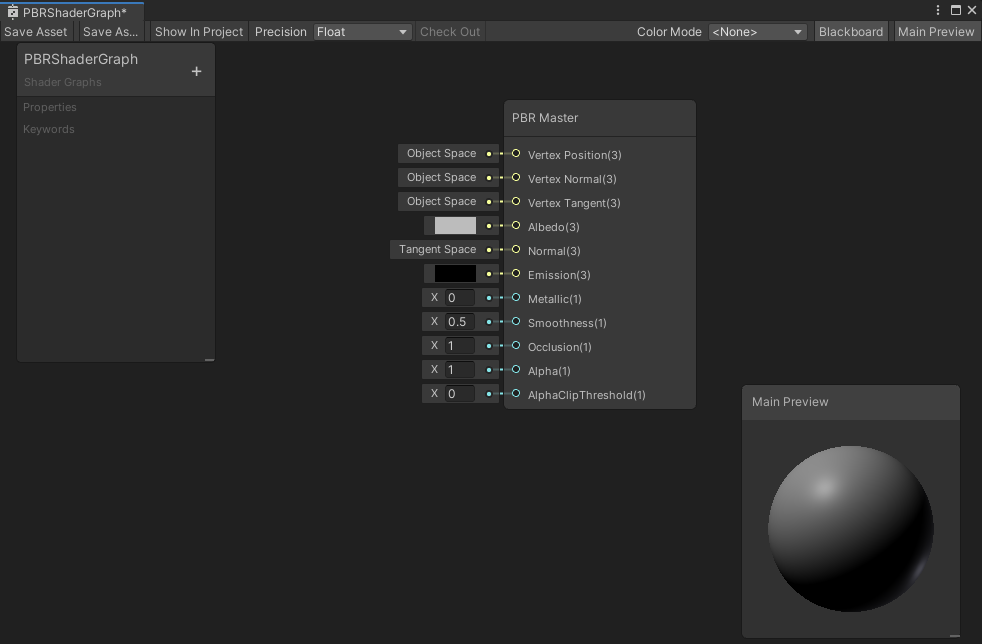 PBRShaderGraph*
Save Asset Save As... Show In Project Precision Float Check Out Color Mode <None> Blackboard Main Preview
PBRShaderGraph
+
Shader Graphs
Properties
Keywords
PBR Master
Object Space Vertex Position(3)
Object Space Vertex Normal(3)
Object Space Vertex Tangent(3)
Albedo(3)
Tangent Space Normal(3)
Emission(3)
X 0 Metallic(1)
X 0.5 Smoothness(1)
X 1 Occlusion(1)
X 1 Alpha(1)
X 0 AlphaClipThreshold(1)
Main Preview